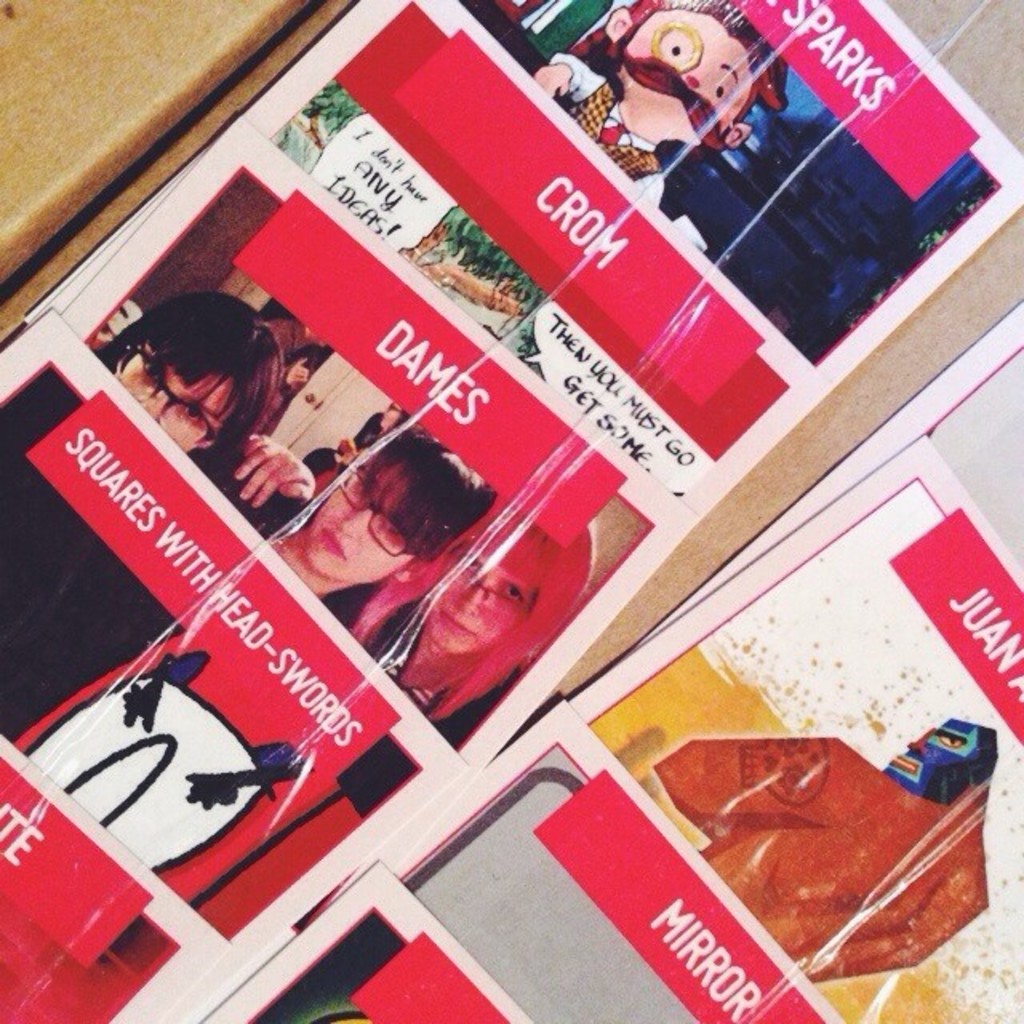 SPARKS
CROM
I don't have
ANY
IDEAS!
THEN YOU MUST GO
GET SOME.
DAMES
SQUARES WITH HEAD-SWORDS
JUAN
MIRROR